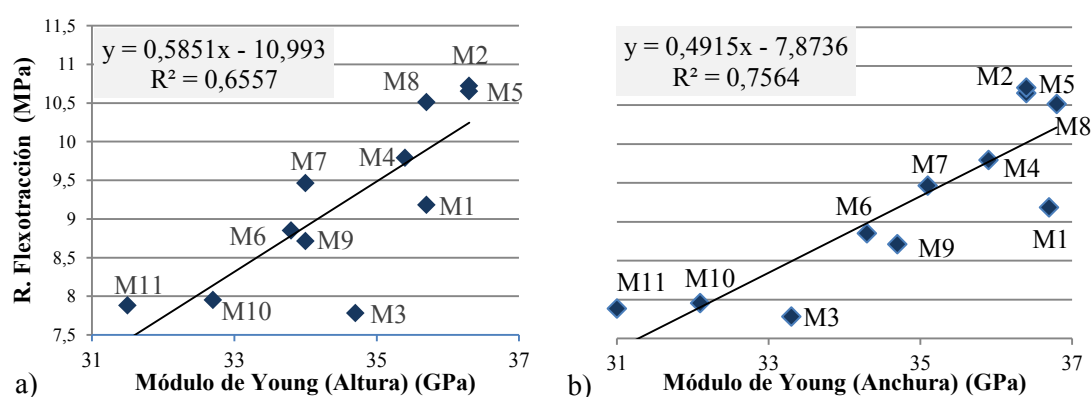 R. Flexotracción (MPa)
11,5
11
10,5
10
9,5
9
8,5
8
7,5
y = 0,5851x - 10,993
R² = 0,6557
M2
M8
M5
M7
M4
M1
M6
M9
M11
M10
M3
31
33
35
37
a)
Módulo de Young (Altura) (GPa)
y = 0,4915x - 7,8736
R² = 0,7564
M2
M5
M8
M7
M4
M6
M1
M9
M11
M10
M3
31
33
35
37
b)
Módulo de Young (Anchura) (GPa)